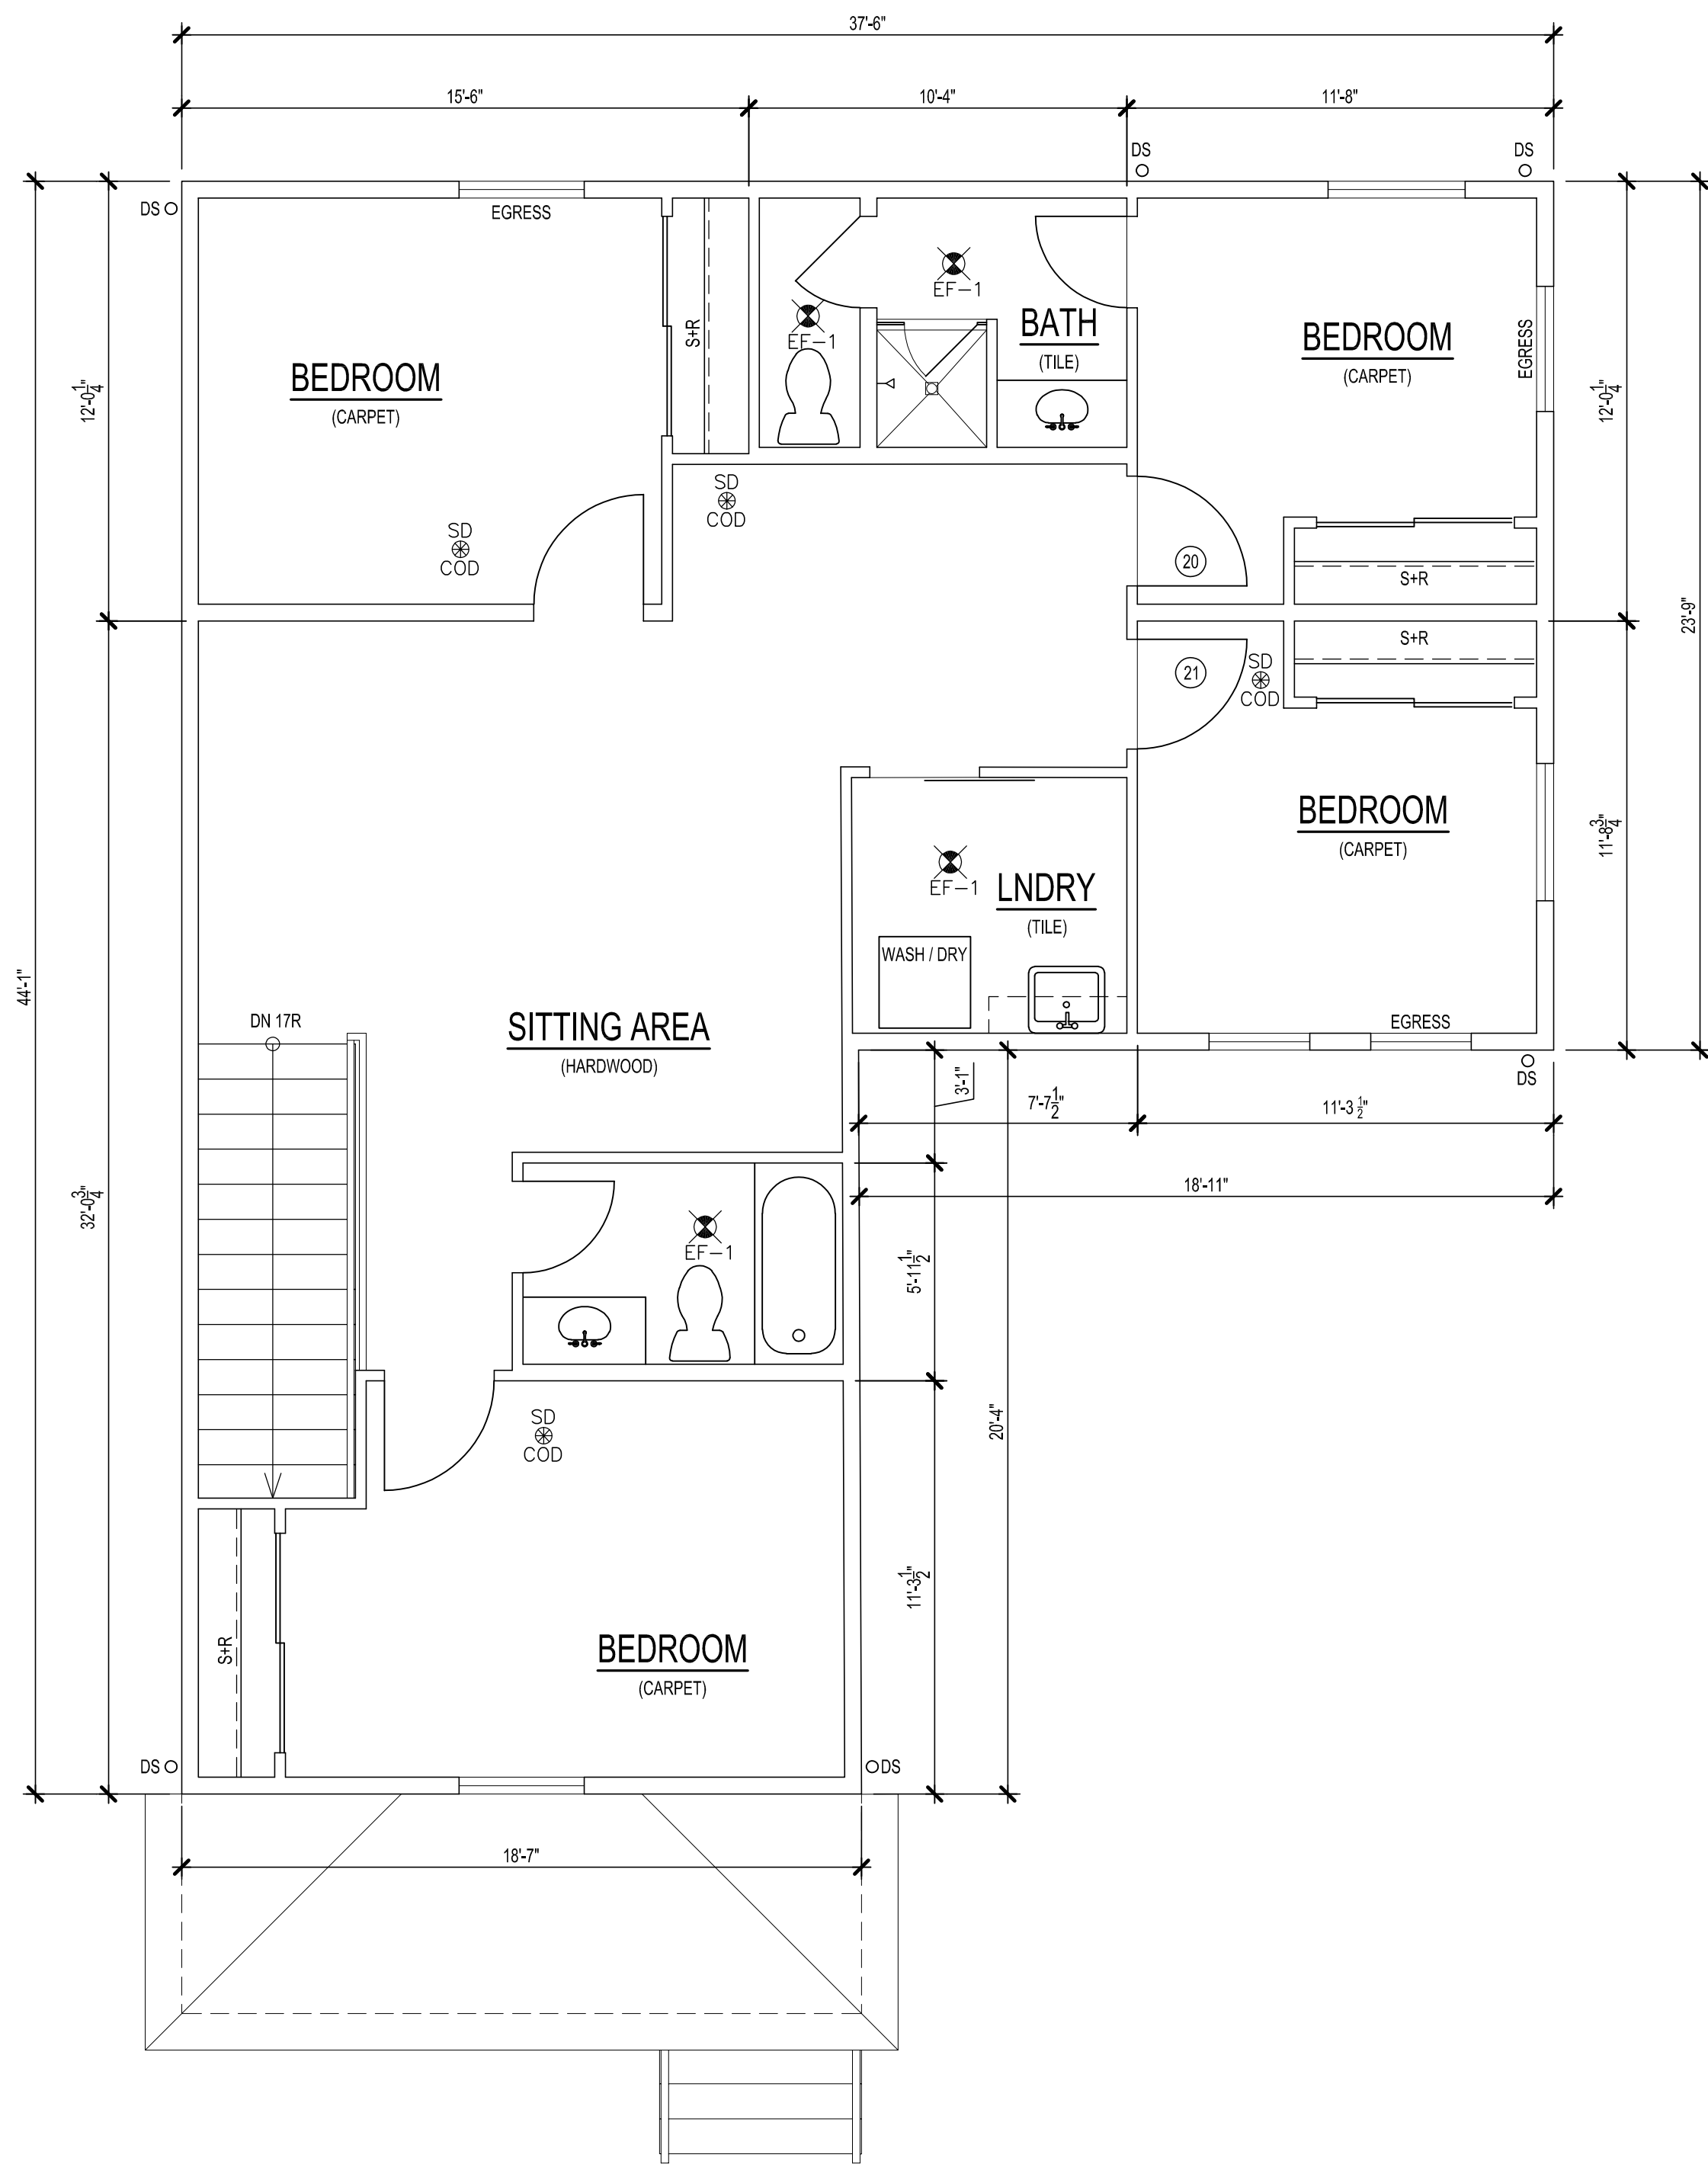 37'-6"
15'-6"
10'-4"
11'-8"
DS
DS
DS
EGRESS
EF-1
EF-1
S+R
BATH
(TILE)
BEDROOM
(CARPET)
EGRESS
BEDROOM
(CARPET)
12'-0 1/4"
12'-0 1/4"
SD
COD
SD
COD
20
S+R
23'-9"
S+R
21
SD
COD
BEDROOM
(CARPET)
11'-8 3/4"
EF-1
LNDRY
(TILE)
WASH / DRY
44'-1"
DN 17R
SITTING AREA
(HARDWOOD)
EGRESS
DS
3'-1"
7'-7 1/2"
11'-3 1/2"
18'-11"
32'-0 3/4"
EF-1
5'-11 1/2"
20'-4"
SD
COD
11'-3 1/2"
S+R
BEDROOM
(CARPET)
DS
DS
18'-7"